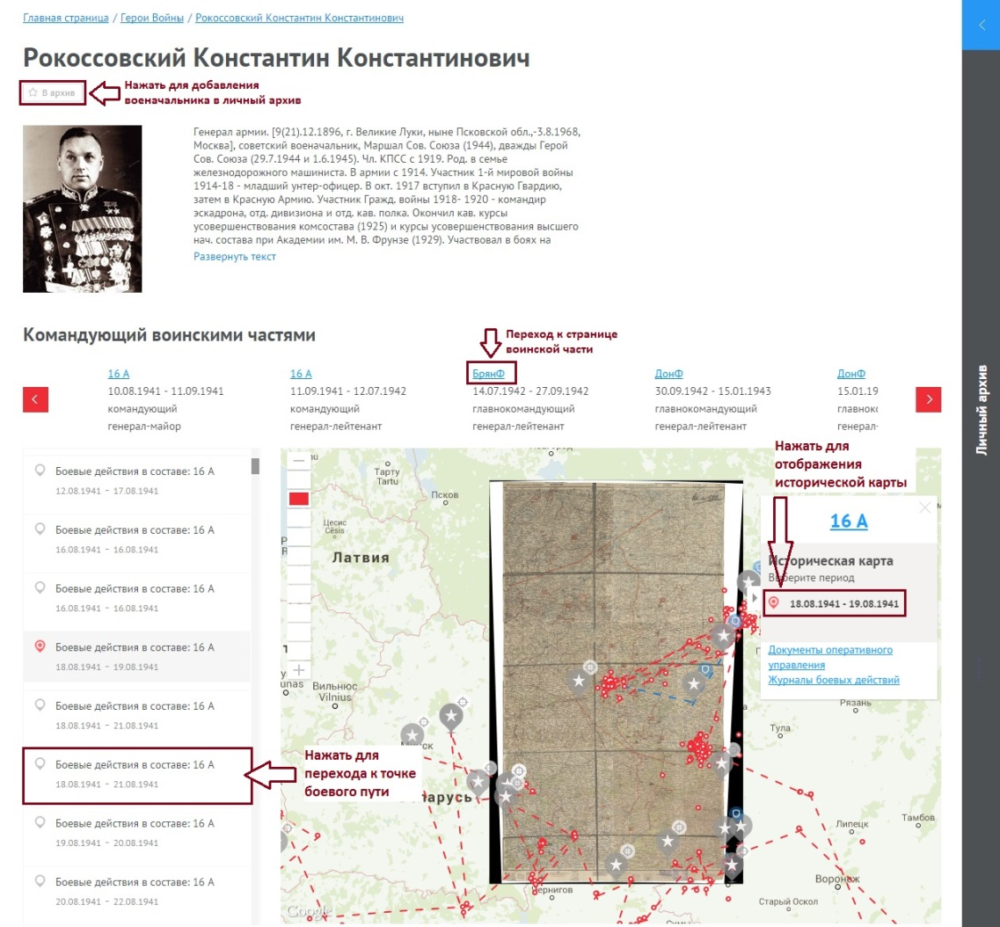 Главная страница / Герои Войны / Рокоссовский Константин Константинович
Рокоссовский Константин Константинович
В архив
Нажать для добавления
военачальника в личный архив
Генерал армии. [9(21).12.1896, г. Великие Луки, ныне Псковской обл.,-3.8.1968,
Москва], советский военачальник, Маршал Сов. Союза (1944), дважды Герой
Сов. Союза (29.7.1944 и 1.6.1945). Чл. КПСС с 1919. Род. в семье
железнодорожного машиниста. В армии с 1914. Участник 1-й мировой войны
1914-18 - младший унтер-офицер. В окт. 1917 вступил в Красную Гвардию,
затем в Красную Армию. Участник Гражд. войны 1918- 1920 - командир
эскадрона, отд. дивизиона и отд. кав. полка. Окончил кав. курсы
усовершенствования комсостава (1925) и курсы усовершенствования высшего
нач. состава при Академии им. М. В. Фрунзе (1929). Участвовал в боях на
Развернуть текст
Командующий воинскими частями
Переход к странице
воинской части
16 А
10.08.1941 - 11.09.1941
командующий
генерал-майор
16 А
11.09.1941 - 12.07.1942
командующий
генерал-лейтенант
БрянФ
14.07.1942 - 27.09.1942
главнокомандующий
генерал-лейтенант
ДонФ
30.09.1942 - 15.01.1943
главнокомандующий
генерал-лейтенант
ДонФ
15.01.19
главнок
генерал-
Личный архив
Боевые действия в составе: 16 А
12.08.1941 - 17.08.1941
Боевые действия в составе: 16 А
16.08.1941 - 16.08.1941
Боевые действия в составе: 16 А
16.08.1941 - 16.08.1941
Боевые действия в составе: 16 А
18.08.1941 - 19.08.1941
Боевые действия в составе: 16 А
18.08.1941 - 21.08.1941
Боевые действия в составе: 16 А
18.08.1941 - 21.08.1941
Боевые действия в составе: 16 А
19.08.1941 - 20.08.1941
Боевые действия в составе: 16 А
20.08.1941 - 22.08.1941
Нажать для
перехода к точке
боевого пути
Нажать для
отображения
исторической карты
16 А
Историческая карта
Выберите период
18.08.1941 - 19.08.1941
Документы оперативного
управления
Журналы боевых действий
Тарту
Tartu
Псков
Цесис
Cēsis
Латвия
Вильнюс
Vilnius
unas
арусь
Рязань
Тула
Липецк
Тамбов
Воронеж
Старый Оскол
ернигов
Google